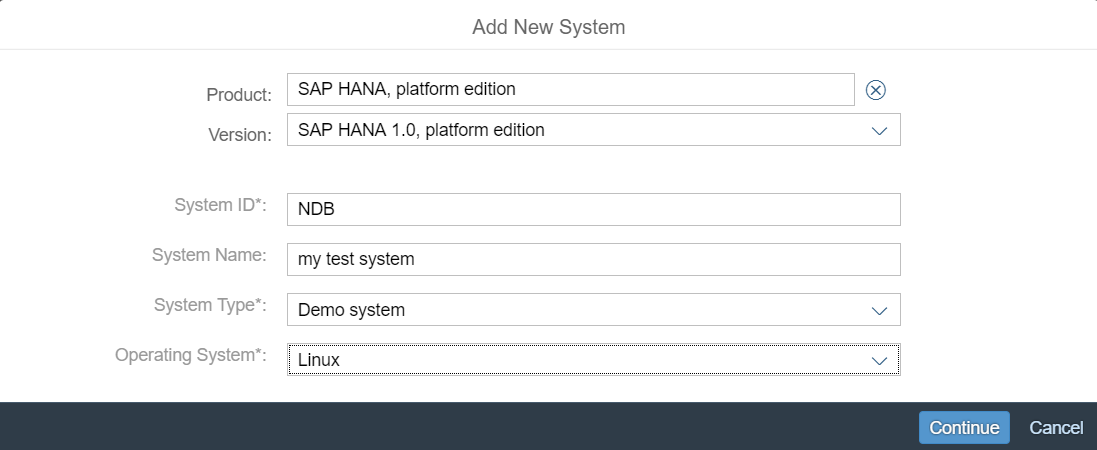 Add New System
Product: SAP HANA, platform edition
Version: SAP HANA 1.0, platform edition
System ID*: NDB
System Name: my test system
System Type*: Demo system
Operating System*: Linux
Continue Cancel